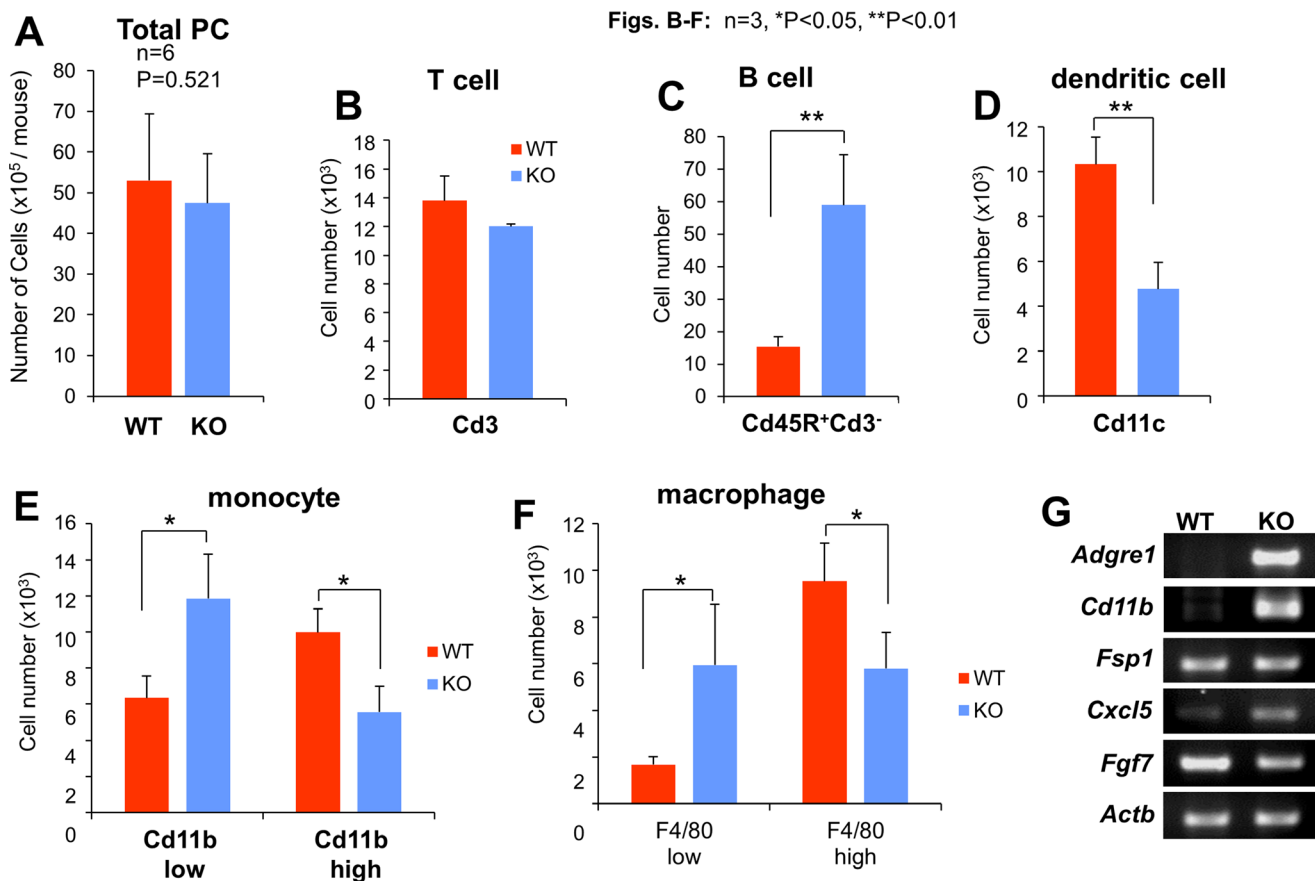 Figs. B-F: n=3, *P<0.05, **P<0.01
A
Total PC
n=6
P=0.521
Number of Cells (x10⁵ / mouse)
80
70
60
50
40
30
20
10
0
WT KO
B
T cell
Cell number (x10³)
18
16
14
12
10
8
6
4
2
0
WT
KO
Cd3
C
B cell
**
Cell number
80
70
60
50
40
30
20
10
0
Cd45R⁺Cd3⁻
D
dendritic cell
**
Cell number (x10³)
12
10
8
6
4
2
0
Cd11c
E
monocyte
*
*
Cell number (x10³)
16
14
12
10
8
6
4
2
0
WT
KO
Cd11b low
Cd11b high
F
macrophage
*
*
Cell number (x10³)
12
10
8
6
4
2
0
WT
KO
F4/80 low
F4/80 high
G
WT KO
Adgre1
Cd11b
Fsp1
Cxcl5
Fgf7
Actb